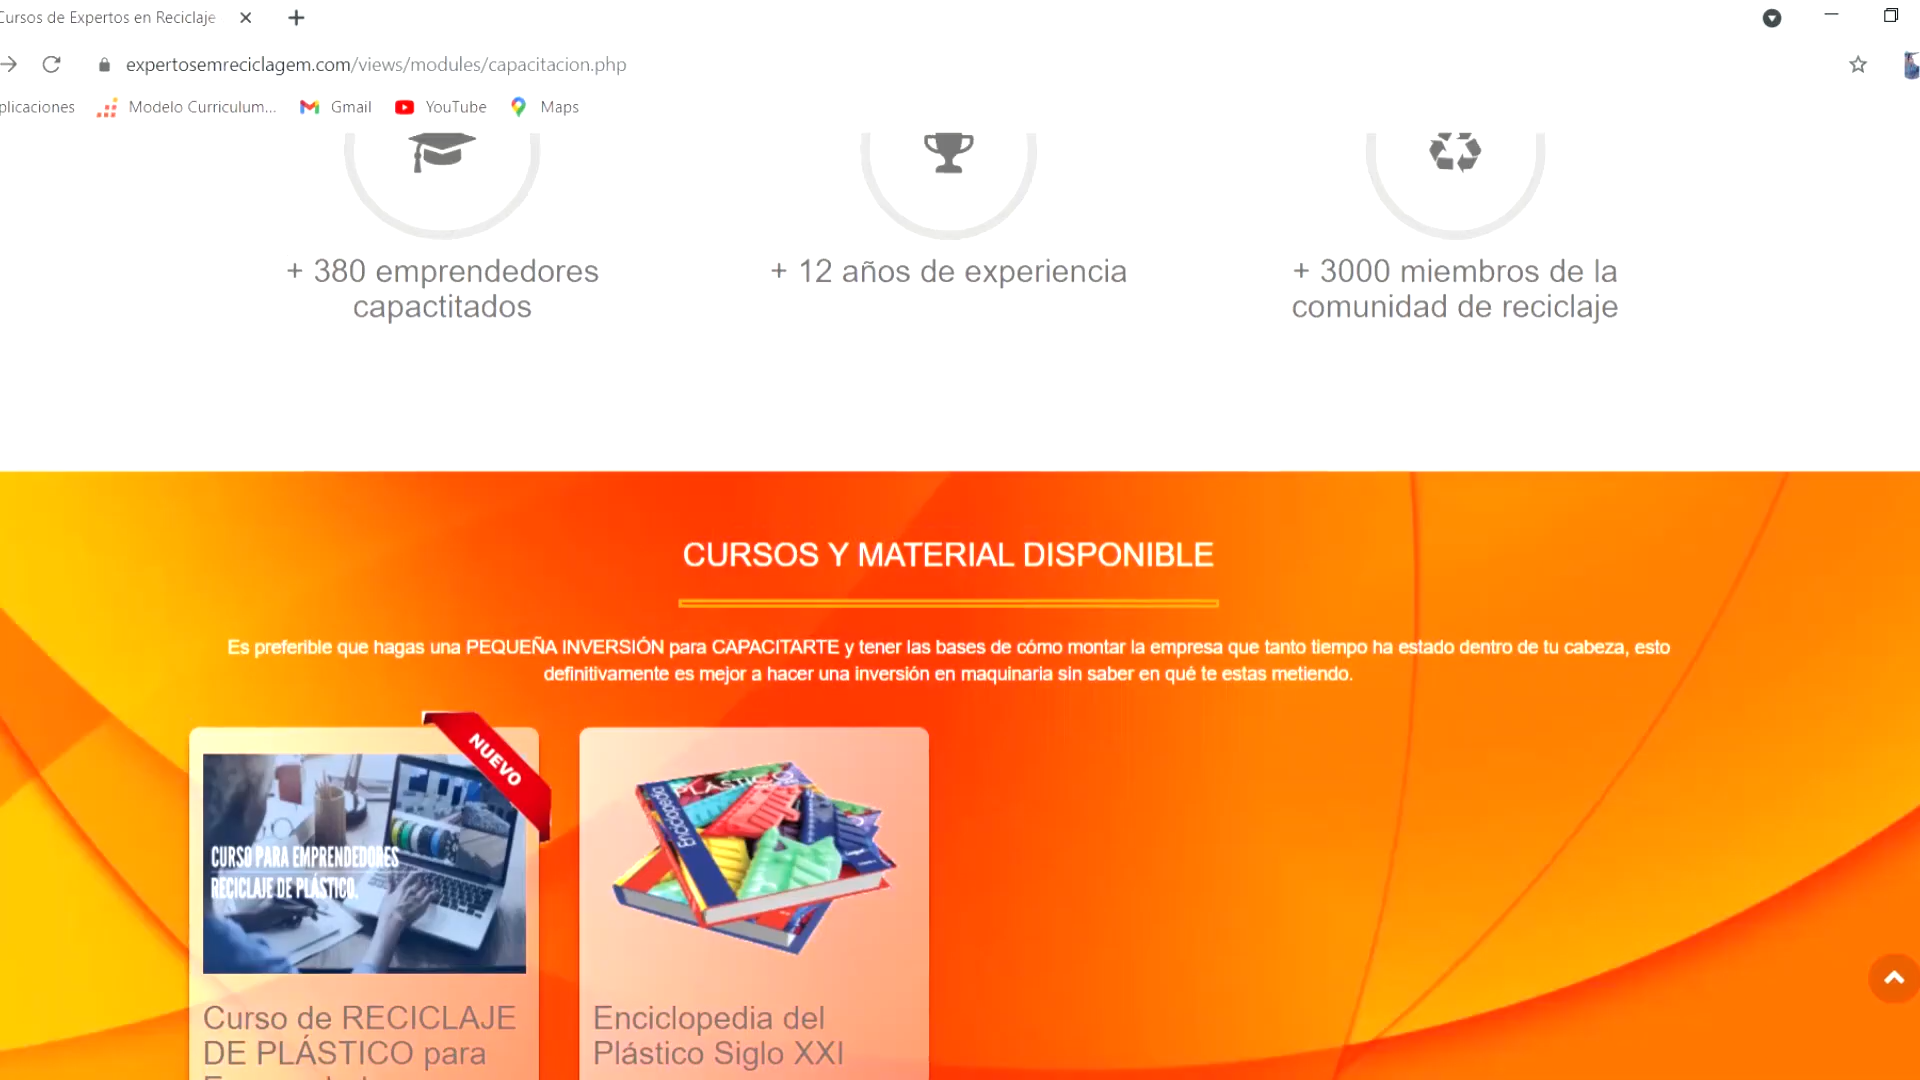 Cursos de Expertos en Reciclaje
expertosemreciclagem.com/views/modules/capacitacion.php
plicaciones Modelo Curriculum... Gmail YouTube Maps
+ 380 emprendedores
capactitados
+ 12 años de experiencia
+ 3000 miembros de la
comunidad de reciclaje
CURSOS Y MATERIAL DISPONIBLE
Es preferible que hagas una PEQUEÑA INVERSIÓN para CAPACITARTE y tener las bases de cómo montar la empresa que tanto tiempo ha estado dentro de tu cabeza, esto
definitivamente es mejor a hacer una inversión en maquinaria sin saber en qué te estas metiendo.
NUEVO
CURSO PARA EMPRENDEDORES
RECICLAJE DE PLÁSTICO.
Curso de RECICLAJE
DE PLÁSTICO para
PLÁSTICO
Enciclopedia
Enciclopedia del
Plástico Siglo XXI